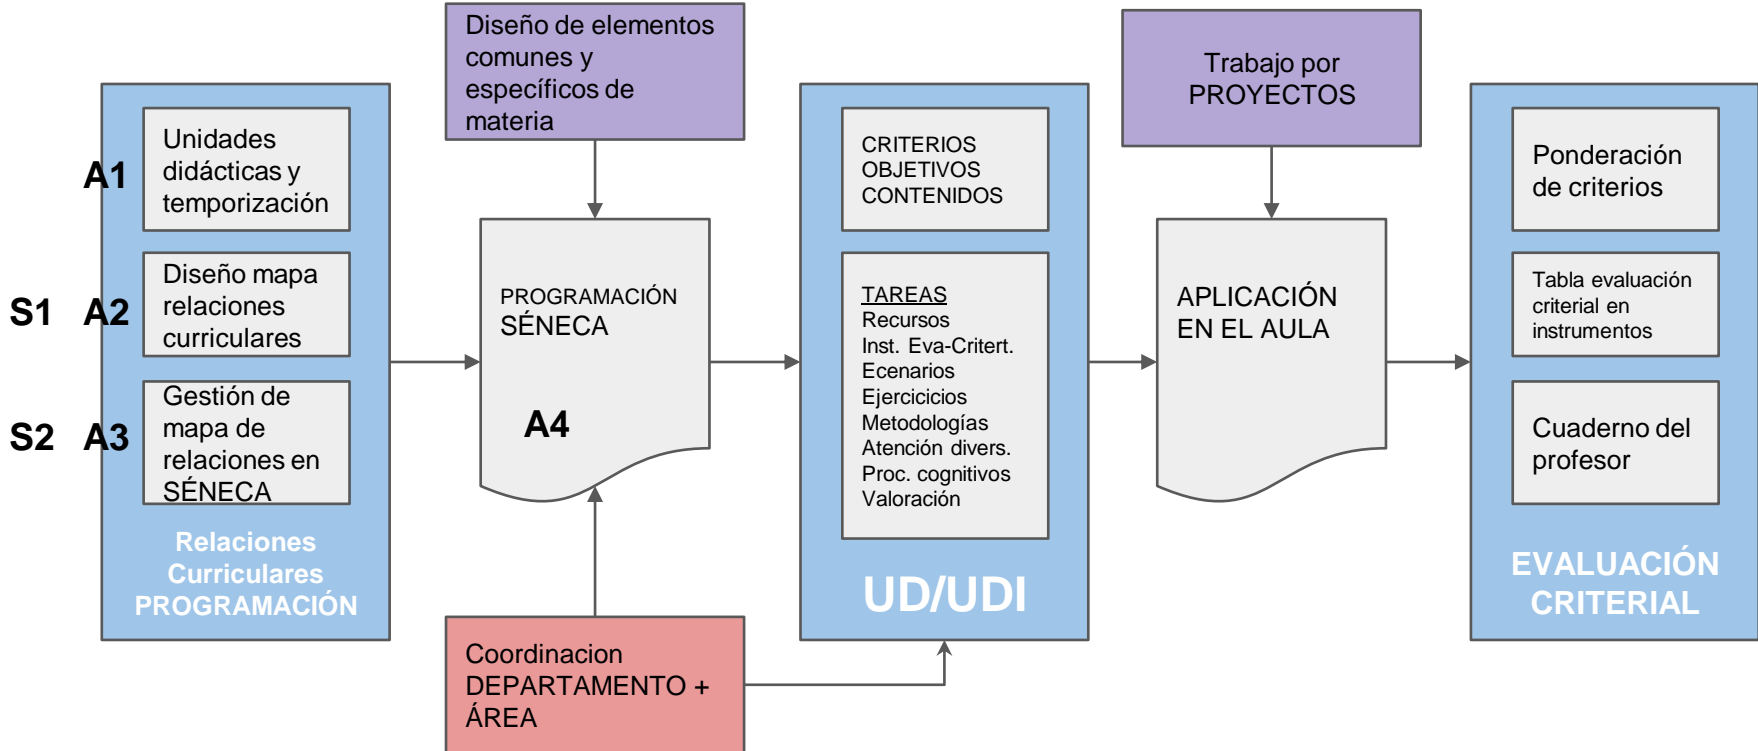 A1
Unidades
didácticas y
temporización
S1
A2
Diseño mapa
relaciones
curriculares
S2
A3
Gestión de
mapa de
relaciones en
SÉNECA
Relaciones
Curriculares
PROGRAMACIÓN
Diseño de elementos
comunes y
específicos de
materia
PROGRAMACIÓN
SÉNECA
A4
Coordinacion
DEPARTAMENTO +
ÁREA
CRITERIOS
OBJETIVOS
CONTENIDOS
TAREAS
Recursos
Inst. Eva-Critert.
Ecenarios
Ejercicicios
Metodologías
Atención divers.
Proc. cognitivos
Valoración
UD/UDI
Trabajo por
PROYECTOS
APLICACIÓN
EN EL AULA
Ponderación
de criterios
Tabla evaluación
criterial en
instrumentos
Cuaderno del
profesor
EVALUACIÓN
CRITERIAL